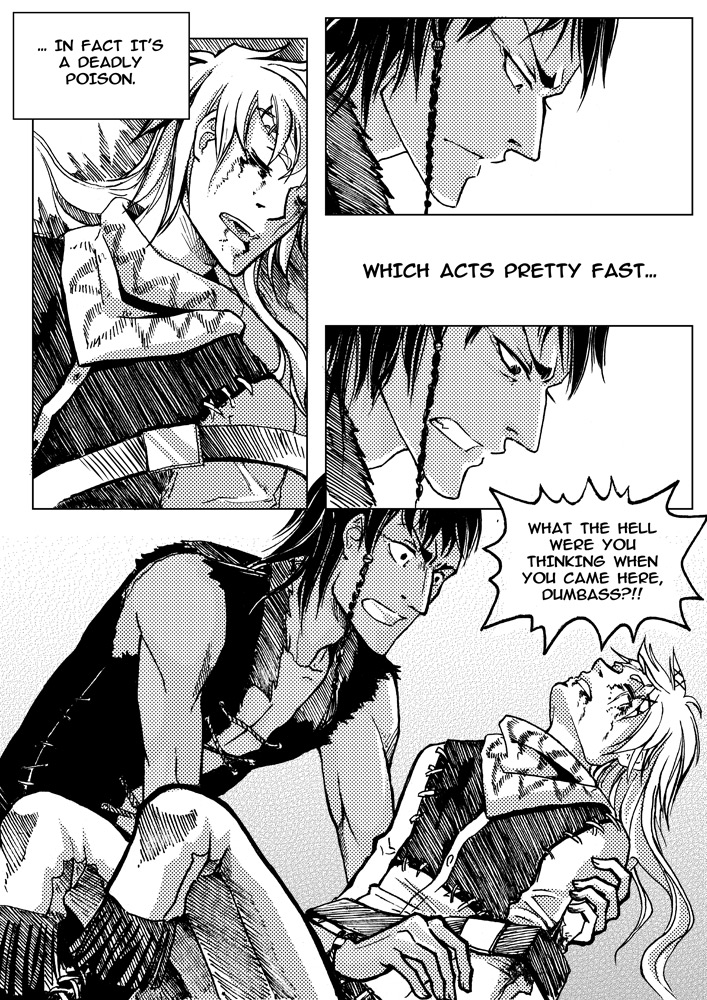 ... IN FACT IT'S
A DEADLY
POISON.
WHICH ACTS PRETTY FAST...
WHAT THE HELL
WERE YOU
THINKING WHEN
YOU CAME HERE,
DUMBASS?!!